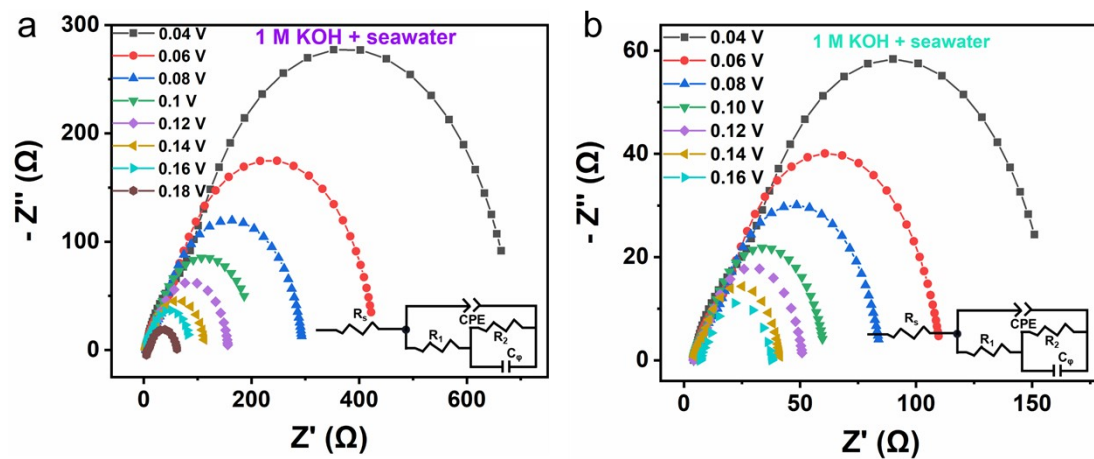 a
300
200
100
0
- Z'' (Ω)
0.04 V
0.06 V
0.08 V
0.1 V
0.12 V
0.14 V
0.16 V
0.18 V
1 M KOH + seawater
Rs
CPE
R1
R2
Cφ
0 200 400 600
Z' (Ω)
b
60
40
20
0
- Z'' (Ω)
0.04 V
0.06 V
0.08 V
0.10 V
0.12 V
0.14 V
0.16 V
1 M KOH + seawater
Rs
CPE
R1
R2
Cφ
0 50 100 150
Z' (Ω)